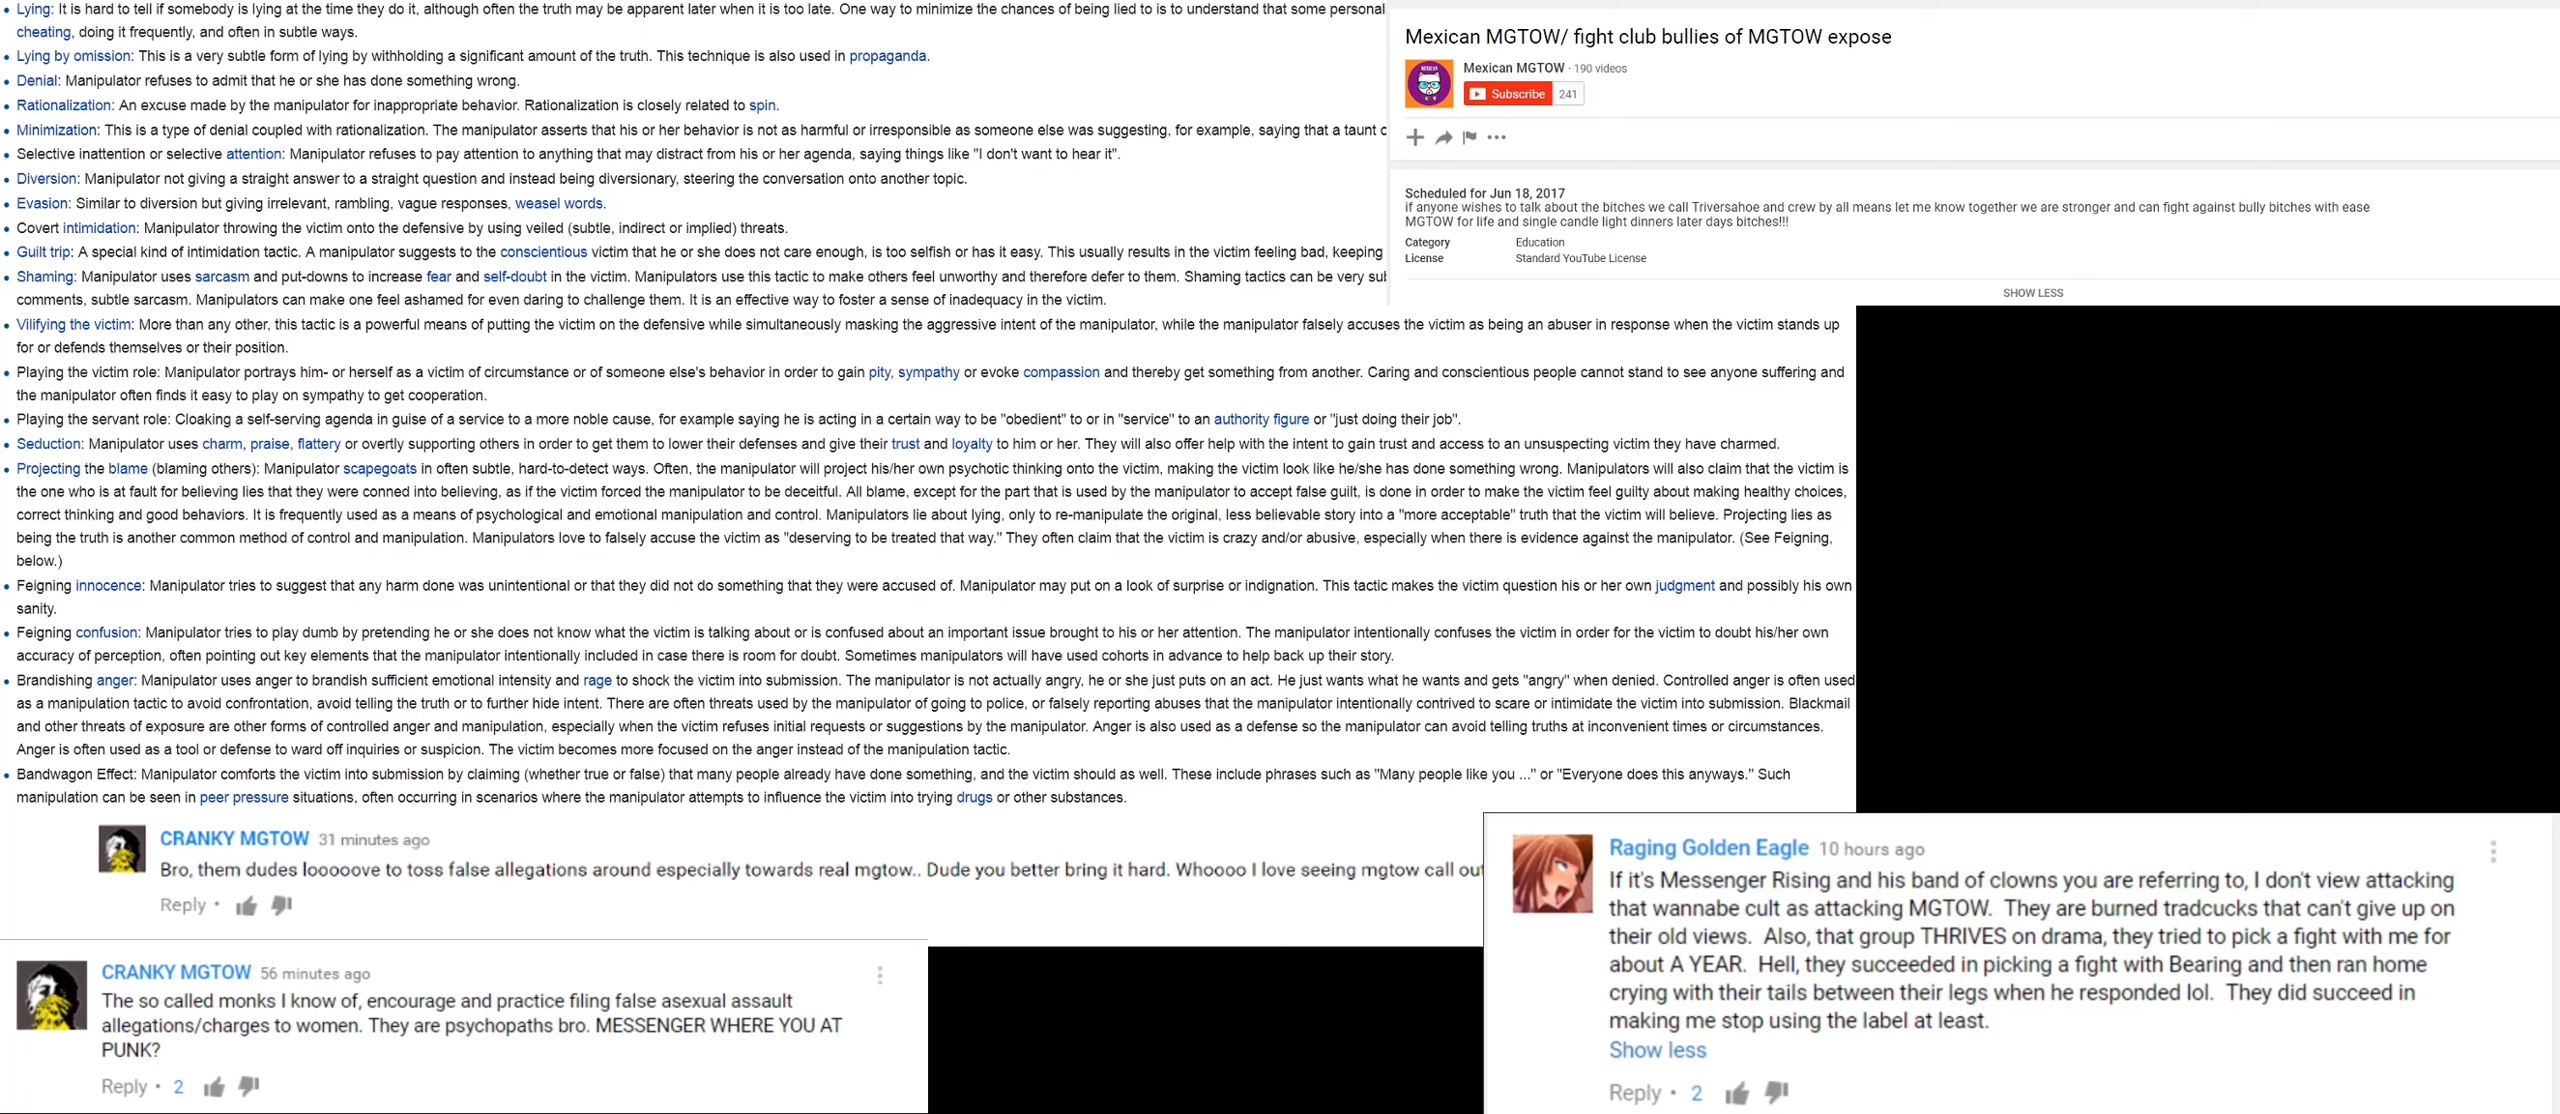 Lying: It is hard to tell if somebody is lying at the time they do it, although often the truth may be apparent later when it is too late. One way to minimize the chances of being lied to is to understand that some personal
cheating, doing it frequently, and often in subtle ways.
Lying by omission: This is a very subtle form of lying by withholding a significant amount of the truth. This technique is also used in propaganda.
Denial: Manipulator refuses to admit that he or she has done something wrong.
Rationalization: An excuse made by the manipulator for inappropriate behavior. Rationalization is closely related to spin.
Minimization: This is a type of denial coupled with rationalization. The manipulator asserts that his or her behavior is not as harmful or irresponsible as someone else was suggesting, for example, saying that a taunt
Selective inattention or selective attention: Manipulator refuses to pay attention to anything that may distract from his or her agenda, saying things like "I don't want to hear it".
Diversion: Manipulator not giving a straight answer to a straight question and instead being diversionary, steering the conversation onto another topic.
Evasion: Similar to diversion but giving irrelevant, rambling, vague responses, weasel words.
Covert intimidation: Manipulator throwing the victim onto the defensive by using veiled (subtle, indirect or implied) threats.
Guilt trip: A special kind of intimidation tactic. A manipulator suggests to the conscientious victim that he or she does not care enough, is too selfish or has it easy. This usually results in the victim feeling bad, keeping
Shaming: Manipulator uses sarcasm and put-downs to increase fear and self-doubt in the victim. Manipulators use this tactic to make others feel unworthy and therefore defer to them. Shaming tactics can be very
comments, subtle sarcasm. Manipulators can make one feel ashamed for even daring to challenge them. It is an effective way to foster a sense of inadequacy in the victim.
Vilifying the victim: More than any other, this tactic is a powerful means of putting the victim on the defensive while simultaneously masking the aggressive intent of the manipulator, while the manipulator falsely accuses the victim as being an abuser in response when the victim stands up
for or defends themselves or their position.
Playing the victim role: Manipulator portrays him- or herself as a victim of circumstance or of someone else's behavior in order to gain pity, sympathy or evoke compassion and thereby get something from another. Caring and conscientious people cannot stand to see anyone suffering and
the manipulator often finds it easy to play on sympathy to get cooperation.
Playing the servant role: Cloaking a self-serving agenda in guise of a service to a more noble cause, for example saying he is acting in a certain way to be "obedient" to or in "service" to an authority figure or "just doing their job".
Seduction: Manipulator uses charm, praise, flattery or overtly supporting others in order to get them to lower their defenses and give their trust and loyalty to him or her. They will also offer help with the intent to gain trust and access to an unsuspecting victim they have charmed.
Projecting the blame (blaming others): Manipulator scapegoats in often subtle, hard-to-detect ways. Often, the manipulator will project his/her own psychotic thinking onto the victim, making the victim look like he/she has done something wrong. Manipulators will also claim that the victim is
the one who is at fault for believing lies that they were conned into believing, as if the victim forced the manipulator to be deceitful. All blame, except for the part that is used by the manipulator to accept false guilt, is done in order to make the victim feel guilty about making healthy choices,
correct thinking and good behaviors. It is frequently used as a means of psychological and emotional manipulation and control. Manipulators lie about lying, only to re-manipulate the original, less believable story into a "more acceptable" truth that the victim will believe. Projecting lies as
being the truth is another common method of control and manipulation. Manipulators love to falsely accuse the victim as "deserving to be treated that way." They often claim that the victim is crazy and/or abusive, especially when there is evidence against the manipulator. (See Feigning,
below.)
Feigning innocence: Manipulator tries to suggest that any harm done was unintentional or that they did not do something that they were accused of. Manipulator may put on a look of surprise or indignation. This tactic makes the victim question his or her own judgment and possibly his own
sanity.
Feigning confusion: Manipulator tries to play dumb by pretending he or she does not know what the victim is talking about or is confused about an important issue brought to his or her attention. The manipulator intentionally confuses the victim in order for the victim to doubt his/her own
accuracy of perception, often pointing out key elements that the manipulator intentionally included in case there is room for doubt. Sometimes manipulators will have used cohorts in advance to help back up their story.
Brandishing anger: Manipulator uses anger to brandish sufficient emotional intensity and rage to shock the victim into submission. The manipulator is not actually angry, he or she just puts on an act. He just wants what he wants and gets "angry" when denied. Controlled anger is often used
as a manipulation tactic to avoid confrontation, avoid telling the truth or to further hide intent. There are often threats used by the manipulator of going to police, or falsely reporting abuses that the manipulator intentionally contrived to scare or intimidate the victim into submission. Blackmail
and other threats of exposure are other forms of controlled anger and manipulation, especially when the victim refuses initial requests or suggestions by the manipulator. Anger is also used as a defense so the manipulator can avoid telling truths at inconvenient times or circumstances.
Anger is often used as a tool or defense to ward off inquiries or suspicion. The victim becomes more focused on the anger instead of the manipulation tactic.
Bandwagon Effect: Manipulator comforts the victim into submission by claiming (whether true or false) that many people already have done something, and the victim should as well. These include phrases such as "Many people like you ..." or "Everyone does this anyways." Such
manipulation can be seen in peer pressure situations, often occurring in scenarios where the manipulator attempts to influence the victim into trying drugs or other substances.
Mexican MGTOW/ fight club bullies of MGTOW expose
Mexican MGTOW · 190 videos
Subscribe 241
Scheduled for Jun 18, 2017
if anyone wishes to talk about the bitches we call Triversahoe and crew by all means let me know together we are stronger and can fight against bully bitches with ease
MGTOW for life and single candle light dinners later days bitches!!!
Category Education
License Standard YouTube License
SHOW LESS
CRANKY MGTOW 31 minutes ago
Bro, them dudes looooove to toss false allegations around especially towards real mgtow.. Dude you better bring it hard. Whoooo I love seeing mgtow call out
Reply •
CRANKY MGTOW 56 minutes ago
The so called monks I know of, encourage and practice filing false asexual assault
allegations/charges to women. They are psychopaths bro. MESSENGER WHERE YOU AT
PUNK?
Reply • 2
Raging Golden Eagle 10 hours ago
If it's Messenger Rising and his band of clowns you are referring to, I don't view attacking
that wannabe cult as attacking MGTOW. They are burned tradcucks that can't give up on
their old views. Also, that group THRIVES on drama, they tried to pick a fight with me for
about A YEAR. Hell, they succeeded in picking a fight with Bearing and then ran home
crying with their tails between their legs when he responded lol. They did succeed in
making me stop using the label at least.
Show less
Reply • 2